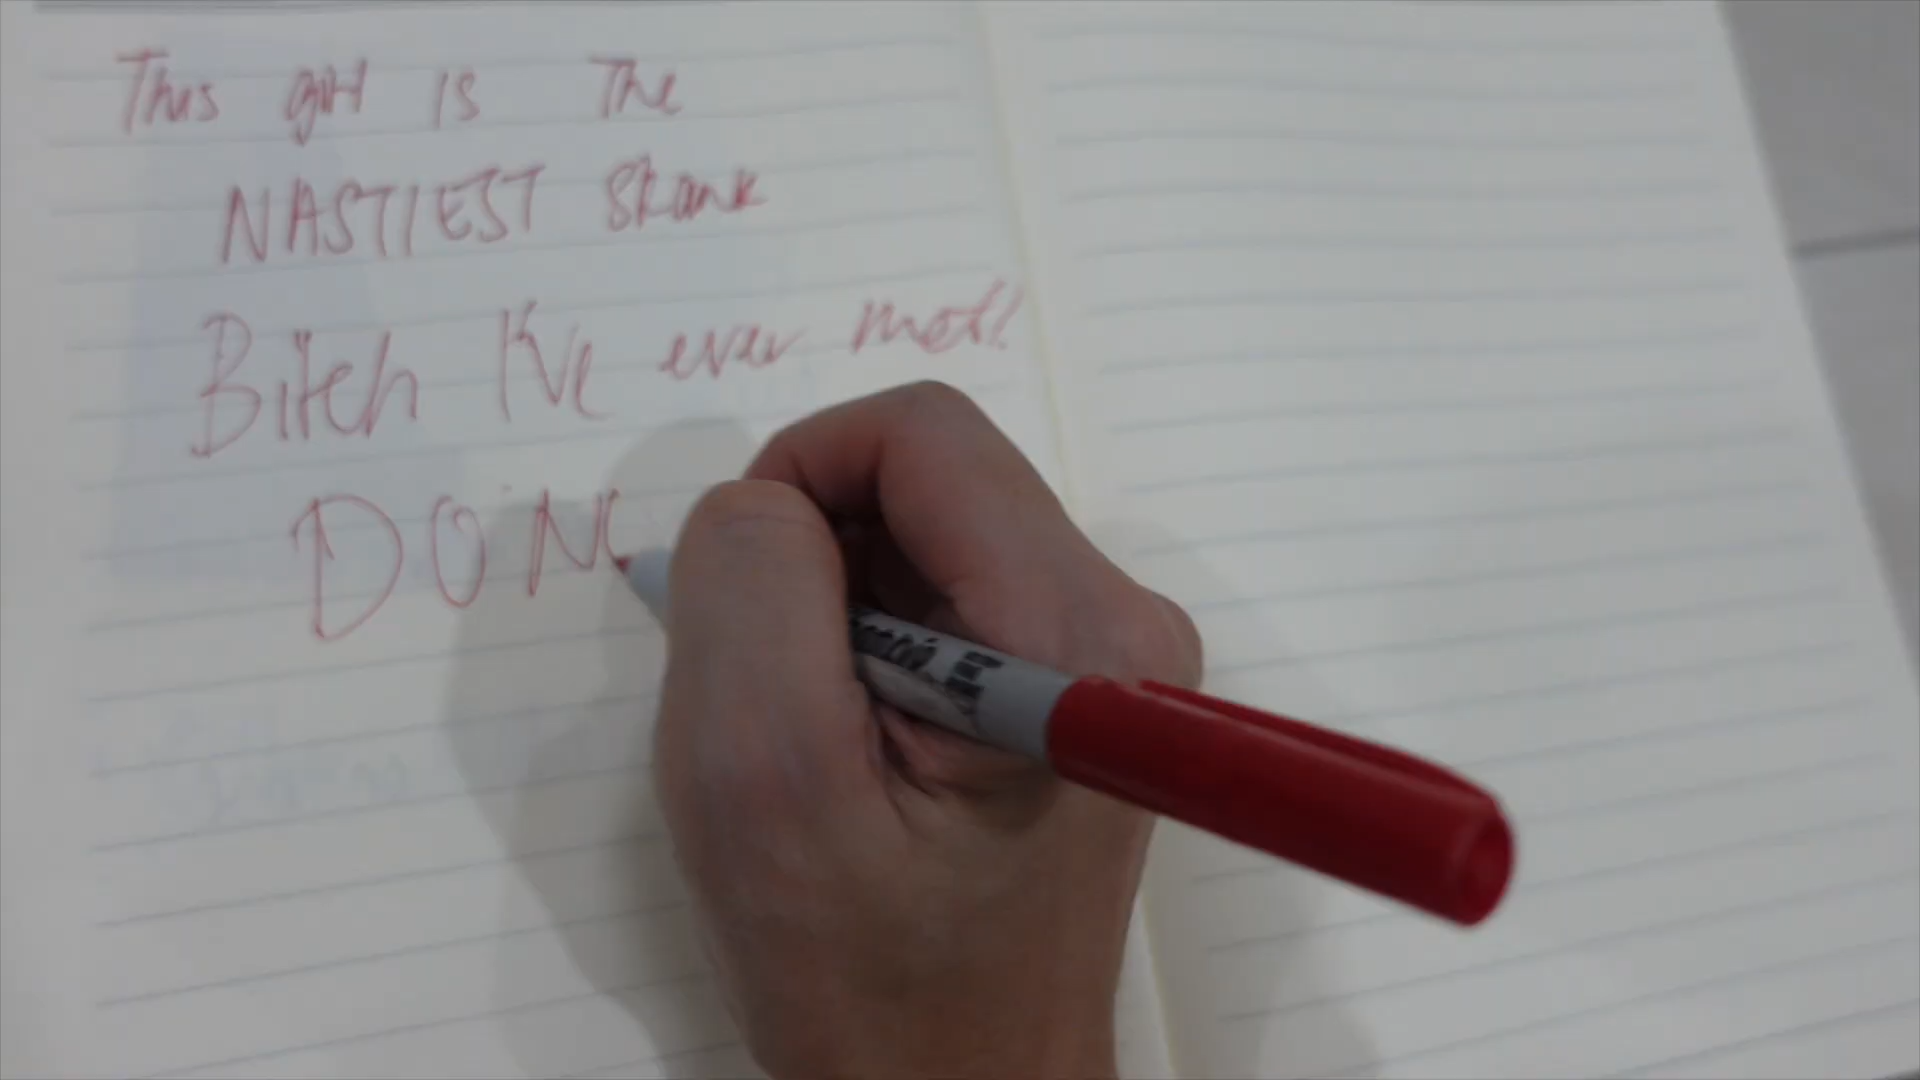 This girl is The
NASTIEST Skank
Bitch I've ever met!
DON